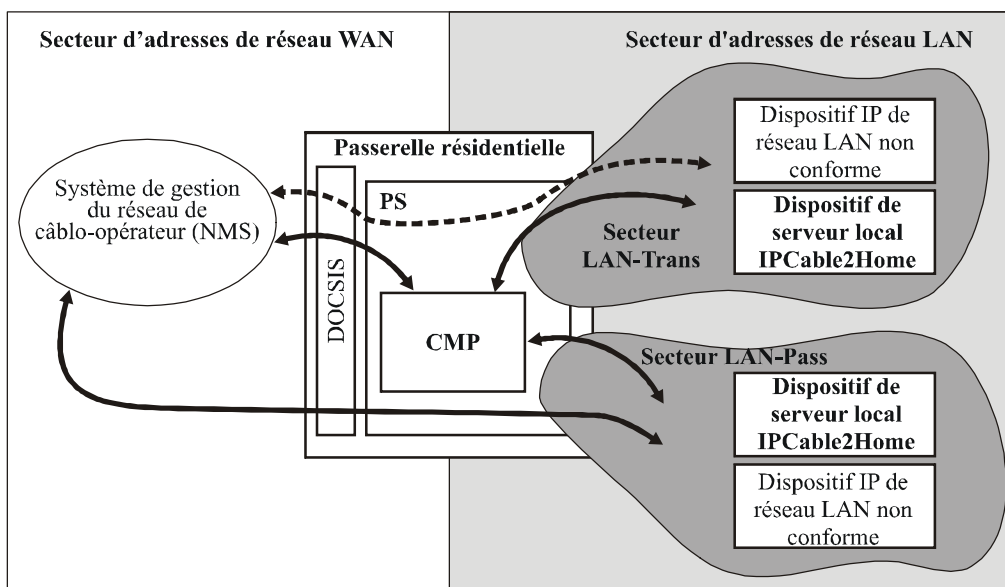 Secteur d’adresses de réseau WAN
Secteur d'adresses de réseau LAN
Passerelle résidentielle
Système de gestion
du réseau de
câblo-opérateur (NMS)
DOCSIS
PS
CMP
Secteur
LAN-Trans
Dispositif IP de
réseau LAN non
conforme
Dispositif de
serveur local
IPCable2Home
Secteur LAN-Pass
Dispositif de
serveur local
IPCable2Home
Dispositif IP de
réseau LAN non
conforme